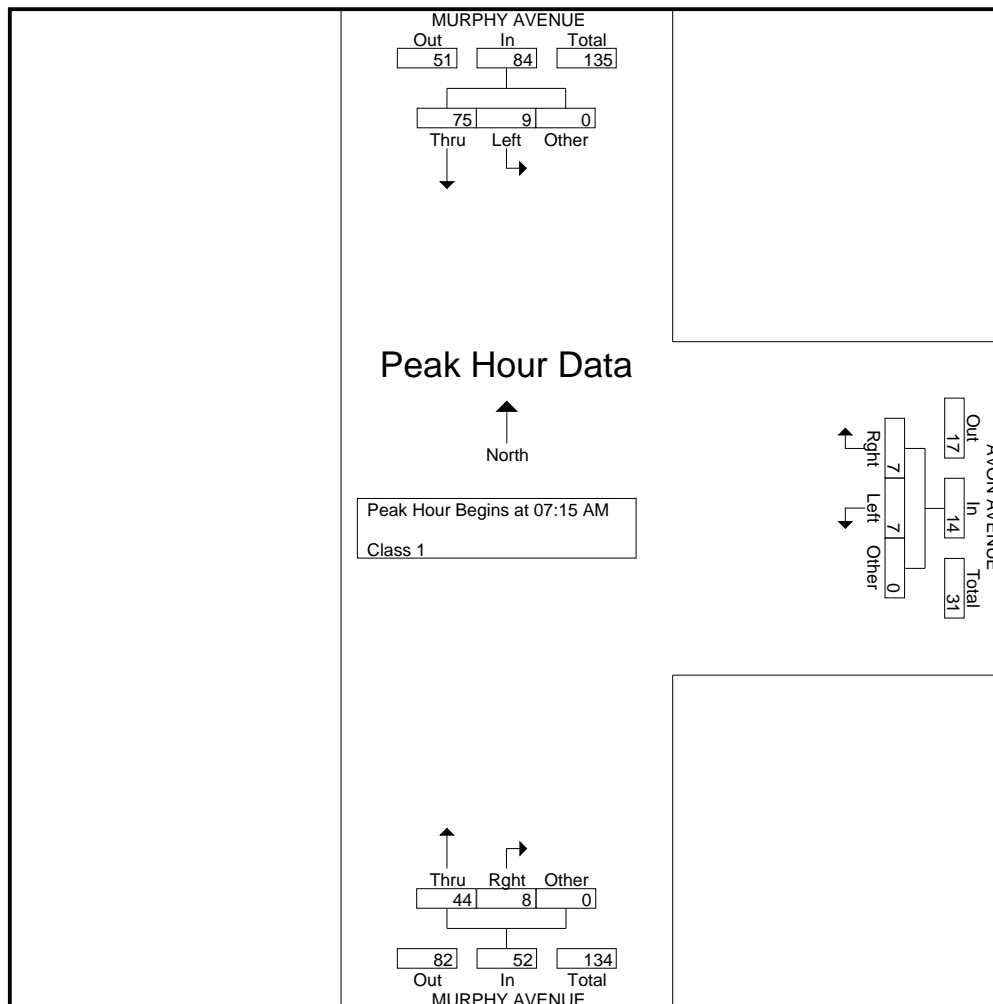 MURPHY AVENUE
Out In Total
51 84 135
75 9 0
Thru Left Other
Peak Hour Data
North
Peak Hour Begins at 07:15 AM
Class 1
AVON AVENUE
Out In Total
17 14 31
7 7 0
Rght Left Other
Thru Rght Other
44 8 0
82 52 134
Out In Total
MURPHY AVENUE